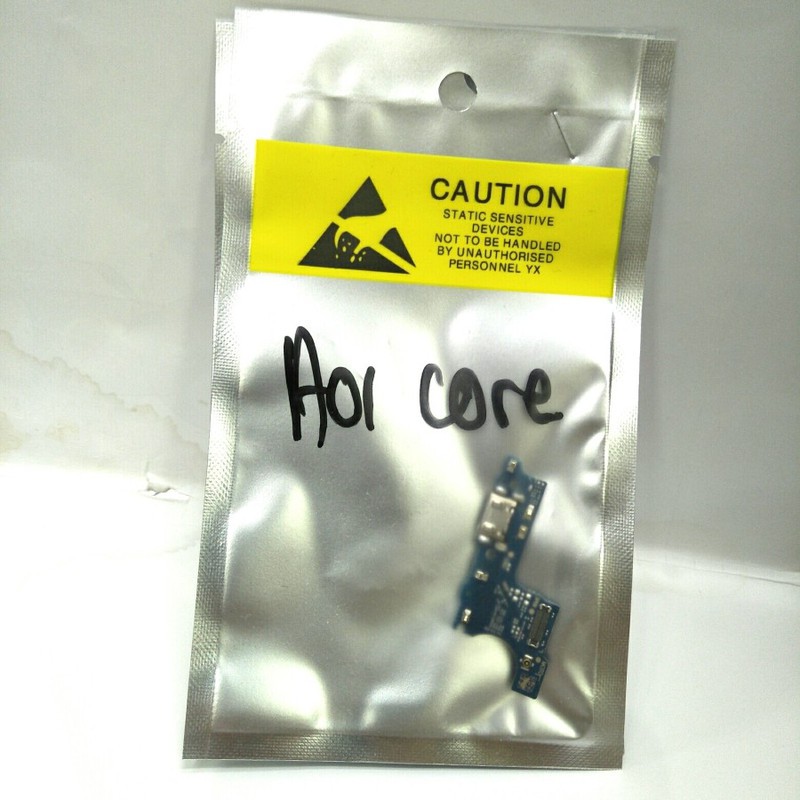 CAUTION
STATIC SENSITIVE
DEVICES
NOT TO BE HANDLED
BY UNAUTHORISED
PERSONNEL YX
A01 core